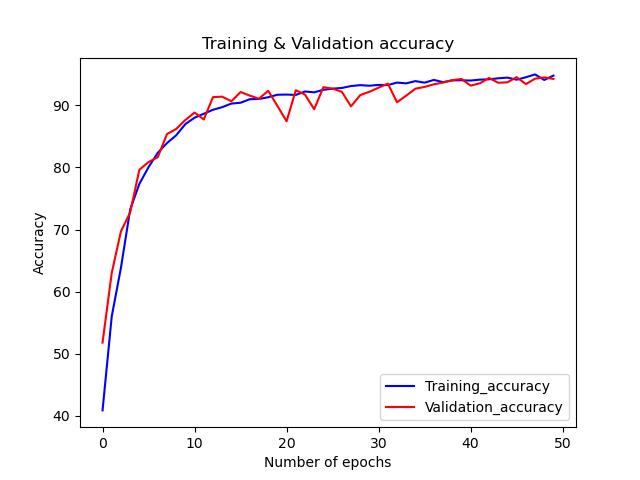 Training & Validation accuracy
Accuracy
90
80
70
60
50
40
0 10 20 30 40 50
Number of epochs
Training_accuracy
Validation_accuracy